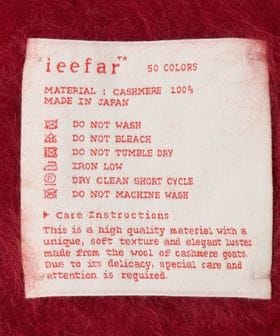 ieefar TM 50 COLORS
MATERIAL : CASHMERE 100%
MADE IN JAPAN
DO NOT WASH
DO NOT BLEACH
DO NOT TUMBLE DRY
IRON LOW
DRY CLEAN SHORT CYCLE
DO NOT MACHINE WASH
▶ Care Instructions
This is a high quality material with a
unique, soft texture and elegant luster
made from the wool of cashmere goats.
Due to its delicacy, special care and
attention is required.